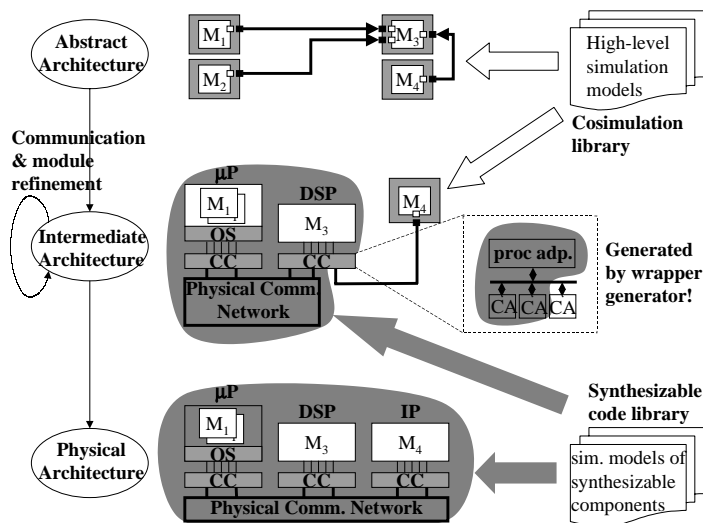 Abstract
Architecture
M1
M2
M3
M4
High-level
simulation
models
Cosimulation
library
Communication
& module
refinement
Intermediate
Architecture
μP
M1
OS
CC
DSP
M3
CC
Physical Comm.
Network
M4
proc adp.
CA
CA
CA
Generated
by wrapper
generator!
Physical
Architecture
μP
M1
OS
CC
DSP
M3
CC
IP
M4
CC
Physical Comm. Network
Synthesizable
code library
sim. models of
synthesizable
components